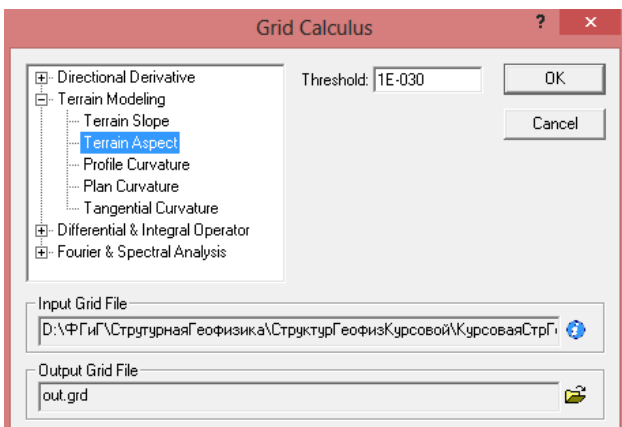 Grid Calculus
? ×
Directional Derivative
Terrain Modeling
Terrain Slope
Terrain Aspect
Profile Curvature
Plan Curvature
Tangential Curvature
Differential & Integral Operator
Fourier & Spectral Analysis
Threshold: 1E-030
OK
Cancel
Input Grid File
D:\ФГиГ\СтрутурнаяГеофизика\СтруктурГеофизКурсовой\КурсоваяСтрГ
Output Grid File
out.grd